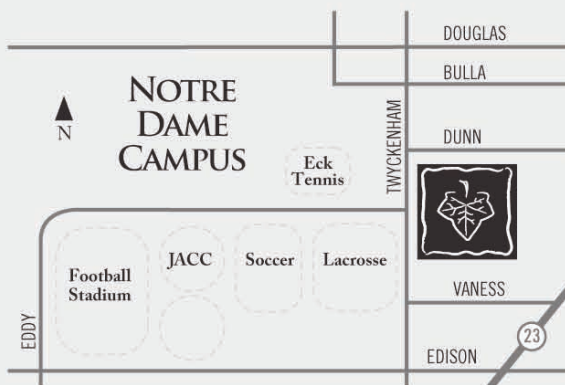 DOUGLAS
BULLA
NOTRE
DAME
CAMPUS
N
TWYCKENHAM
DUNN
Eck
Tennis
JACC
Soccer
Lacrosse
Football
Stadium
VANESS
EDDY
23
EDISON